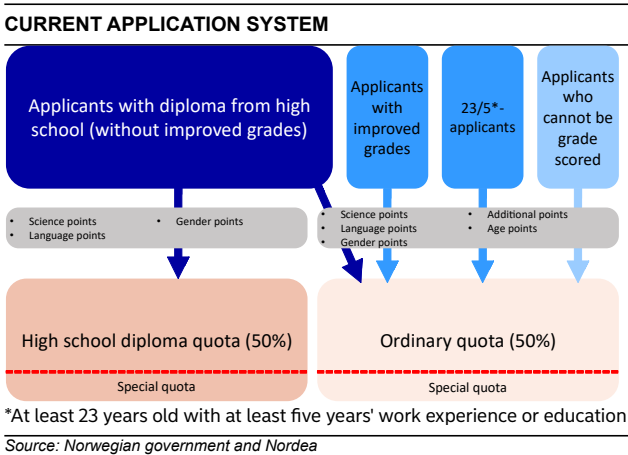 CURRENT APPLICATION SYSTEM
Applicants with diploma from high
school (without improved grades)
Applicants
with
improved
grades
23/5*-
applicants
Applicants
who
cannot be
grade
scored
• Science points
• Language points
• Gender points
• Science points
• Language points
• Gender points
• Additional points
• Age points
High school diploma quota (50%)
Special quota
Ordinary quota (50%)
Special quota
*At least 23 years old with at least five years' work experience or education
Source: Norwegian government and Nordea